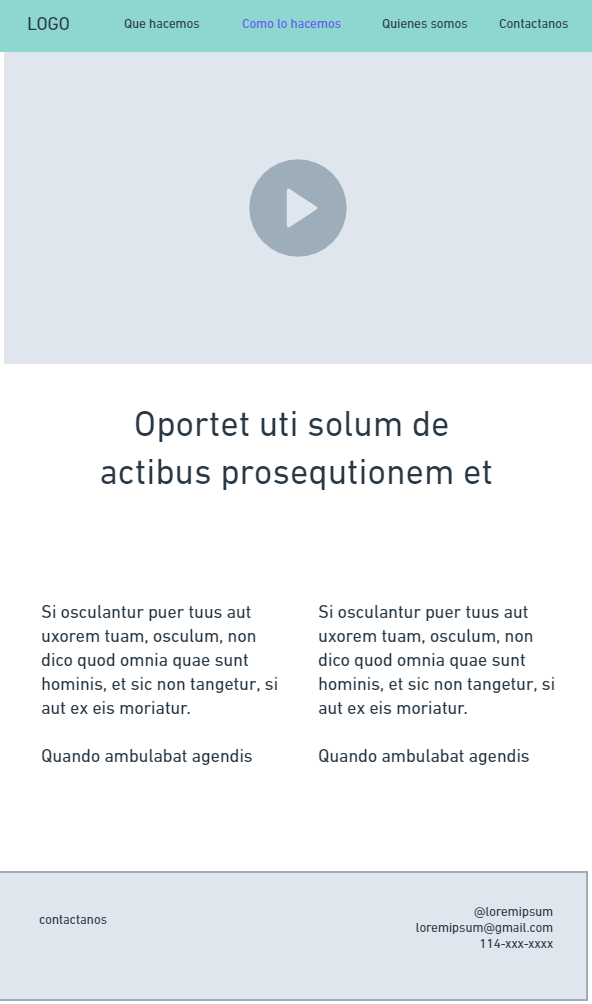 LOGO Que hacemos Como lo hacemos Quienes somos Contactanos
Oportet uti solum de
actibus prosequtionem et
Si osculantur puer tuus aut
uxorem tuam, osculum, non
dico quod omnia quae sunt
hominis, et sic non tangetur, si
aut ex eis moriatur.
Quando ambulabat agendis
Si osculantur puer tuus aut
uxorem tuam, osculum, non
dico quod omnia quae sunt
hominis, et sic non tangetur, si
aut ex eis moriatur.
Quando ambulabat agendis
contactanos
@loremipsum
loremipsum@gmail.com
114-xxx-xxxx